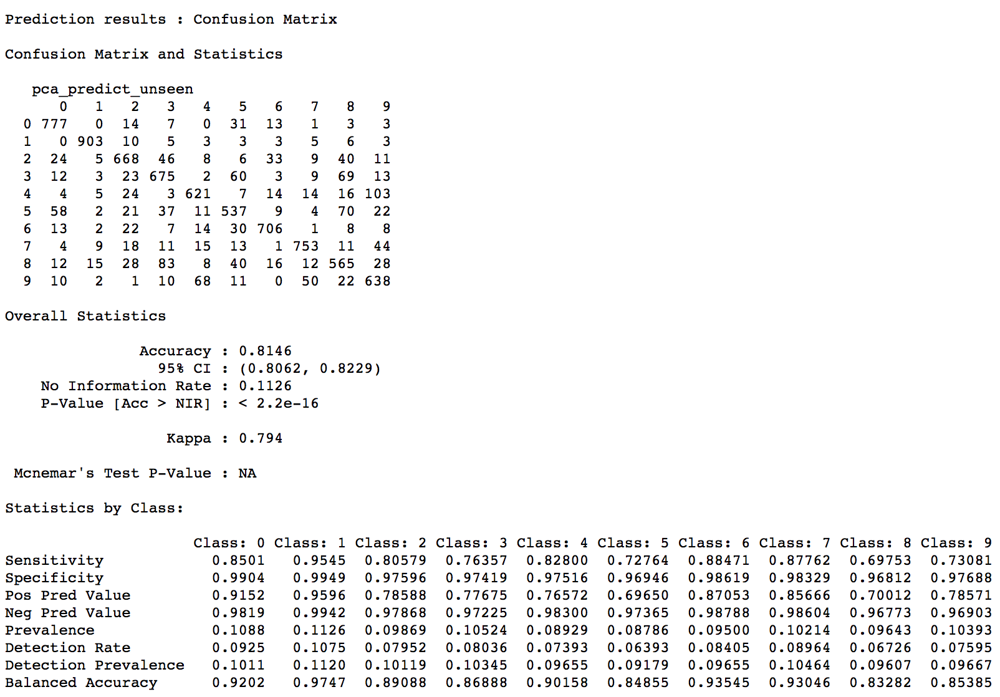 Prediction results : Confusion Matrix
Confusion Matrix and Statistics
pca_predict_unseen
0 1 2 3 4 5 6 7 8 9
0 777 0 14 7 0 31 13 1 3 3
1 0 903 10 5 3 3 3 5 6 3
2 24 5 668 46 8 6 33 9 40 11
3 12 3 23 675 2 60 3 9 69 13
4 4 5 24 3 621 7 14 14 16 103
5 58 2 21 37 11 537 9 4 70 22
6 13 2 22 7 14 30 706 1 8 8
7 4 9 18 11 15 13 1 753 11 44
8 12 15 28 83 8 40 16 12 565 28
9 10 2 1 10 68 11 0 50 22 638
Overall Statistics
Accuracy : 0.8146
95% CI : (0.8062, 0.8229)
No Information Rate : 0.1126
P-Value [Acc > NIR] : < 2.2e-16
Kappa : 0.794
Mcnemar's Test P-Value : NA
Statistics by Class:
Class: 0 Class: 1 Class: 2 Class: 3 Class: 4 Class: 5 Class: 6 Class: 7 Class: 8 Class: 9
Sensitivity 0.8501 0.9545 0.80579 0.76357 0.82800 0.72764 0.88471 0.87762 0.69753 0.73081
Specificity 0.9904 0.9949 0.97596 0.97419 0.97516 0.96946 0.98619 0.98329 0.96812 0.97688
Pos Pred Value 0.9152 0.9596 0.78588 0.77675 0.76572 0.69650 0.87053 0.85666 0.70012 0.78571
Neg Pred Value 0.9819 0.9942 0.97868 0.97225 0.98300 0.97365 0.98788 0.98604 0.96773 0.96903
Prevalence 0.1088 0.1126 0.09869 0.10524 0.08929 0.08786 0.09500 0.10214 0.09643 0.10393
Detection Rate 0.0925 0.1075 0.07952 0.08036 0.07393 0.06393 0.08405 0.08964 0.06726 0.07595
Detection Prevalence 0.1011 0.1120 0.10119 0.10345 0.09655 0.09179 0.09655 0.10464 0.09607 0.09667
Balanced Accuracy 0.9202 0.9747 0.89088 0.86888 0.90158 0.84855 0.93545 0.93046 0.83282 0.85385